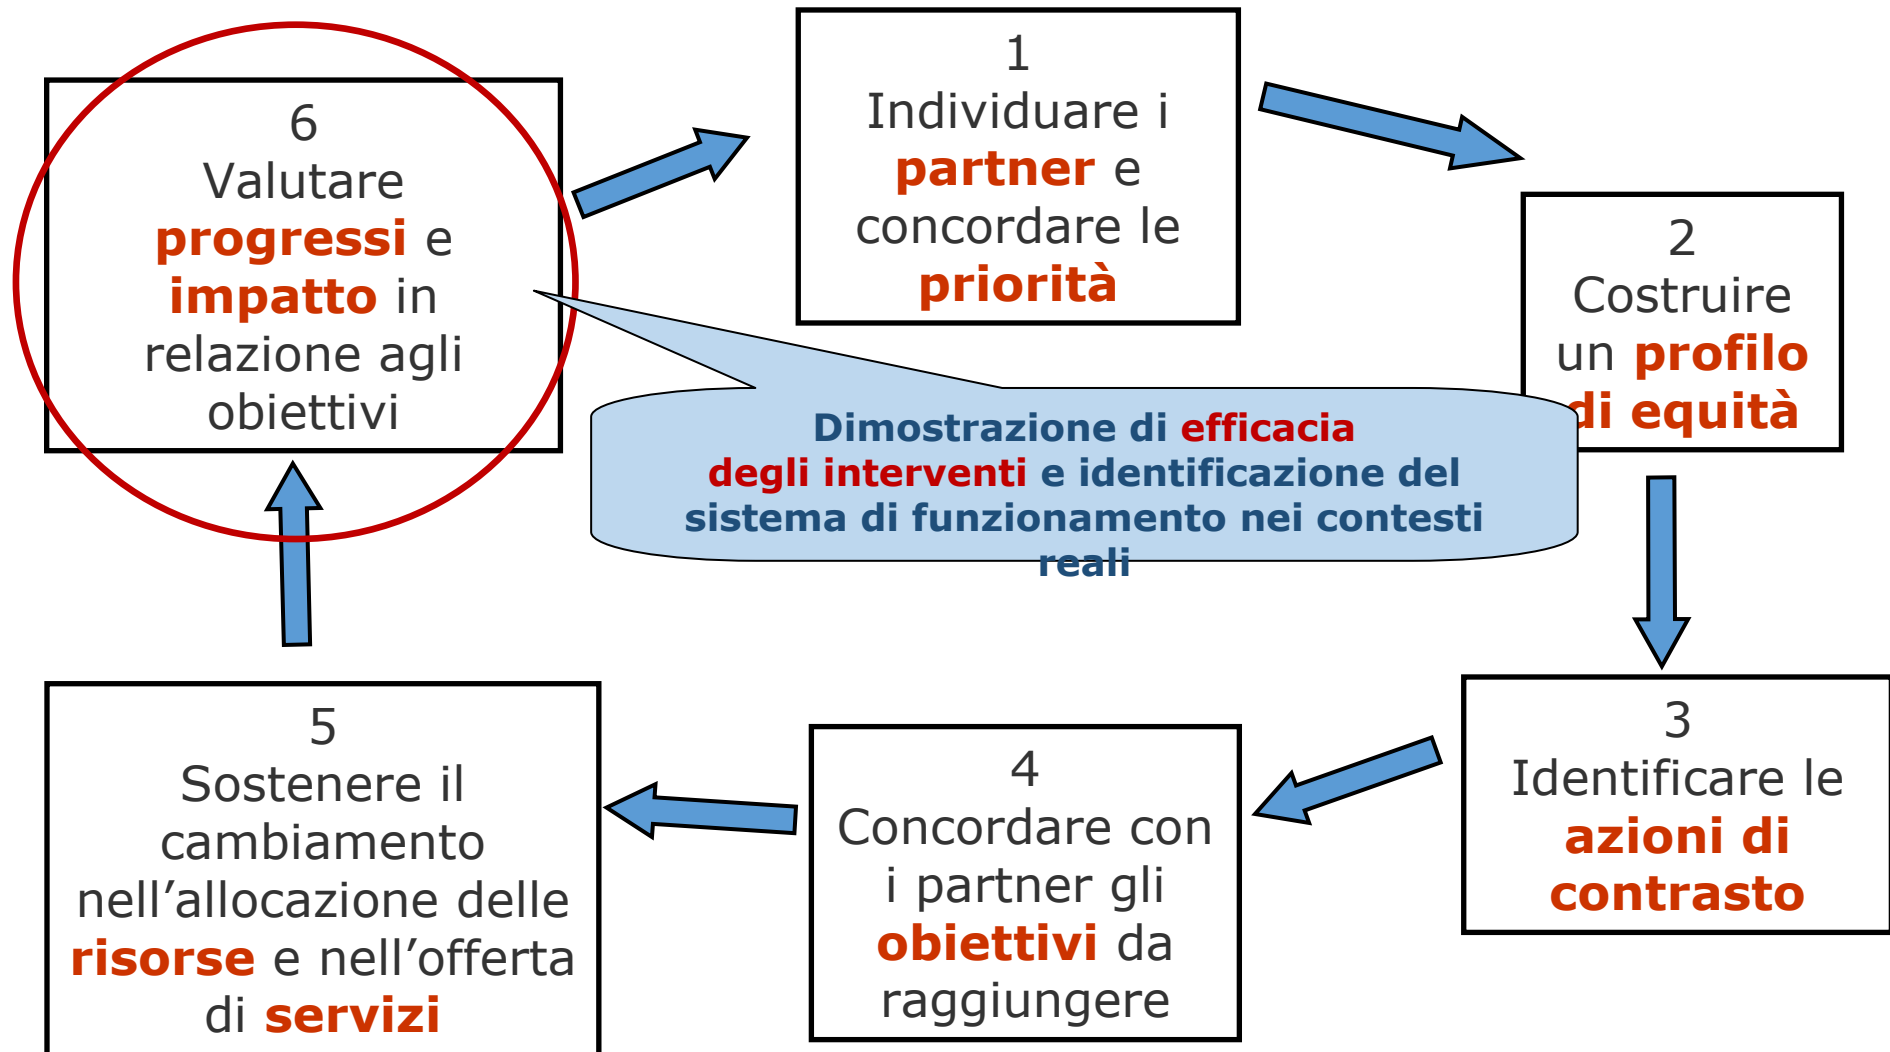 1
Individuare i
partner e
concordare le
priorità
2
Costruire
un profilo
di equità
3
Identificare le
azioni di
contrasto
4
Concordare con
i partner gli
obiettivi da
raggiungere
5
Sostenere il
cambiamento
nell’allocazione delle
risorse e nell’offerta
di servizi
6
Valutare
progressi e
impatto in
relazione agli
obiettivi
Dimostrazione di efficacia
degli interventi e identificazione del
sistema di funzionamento nei contesti
reali